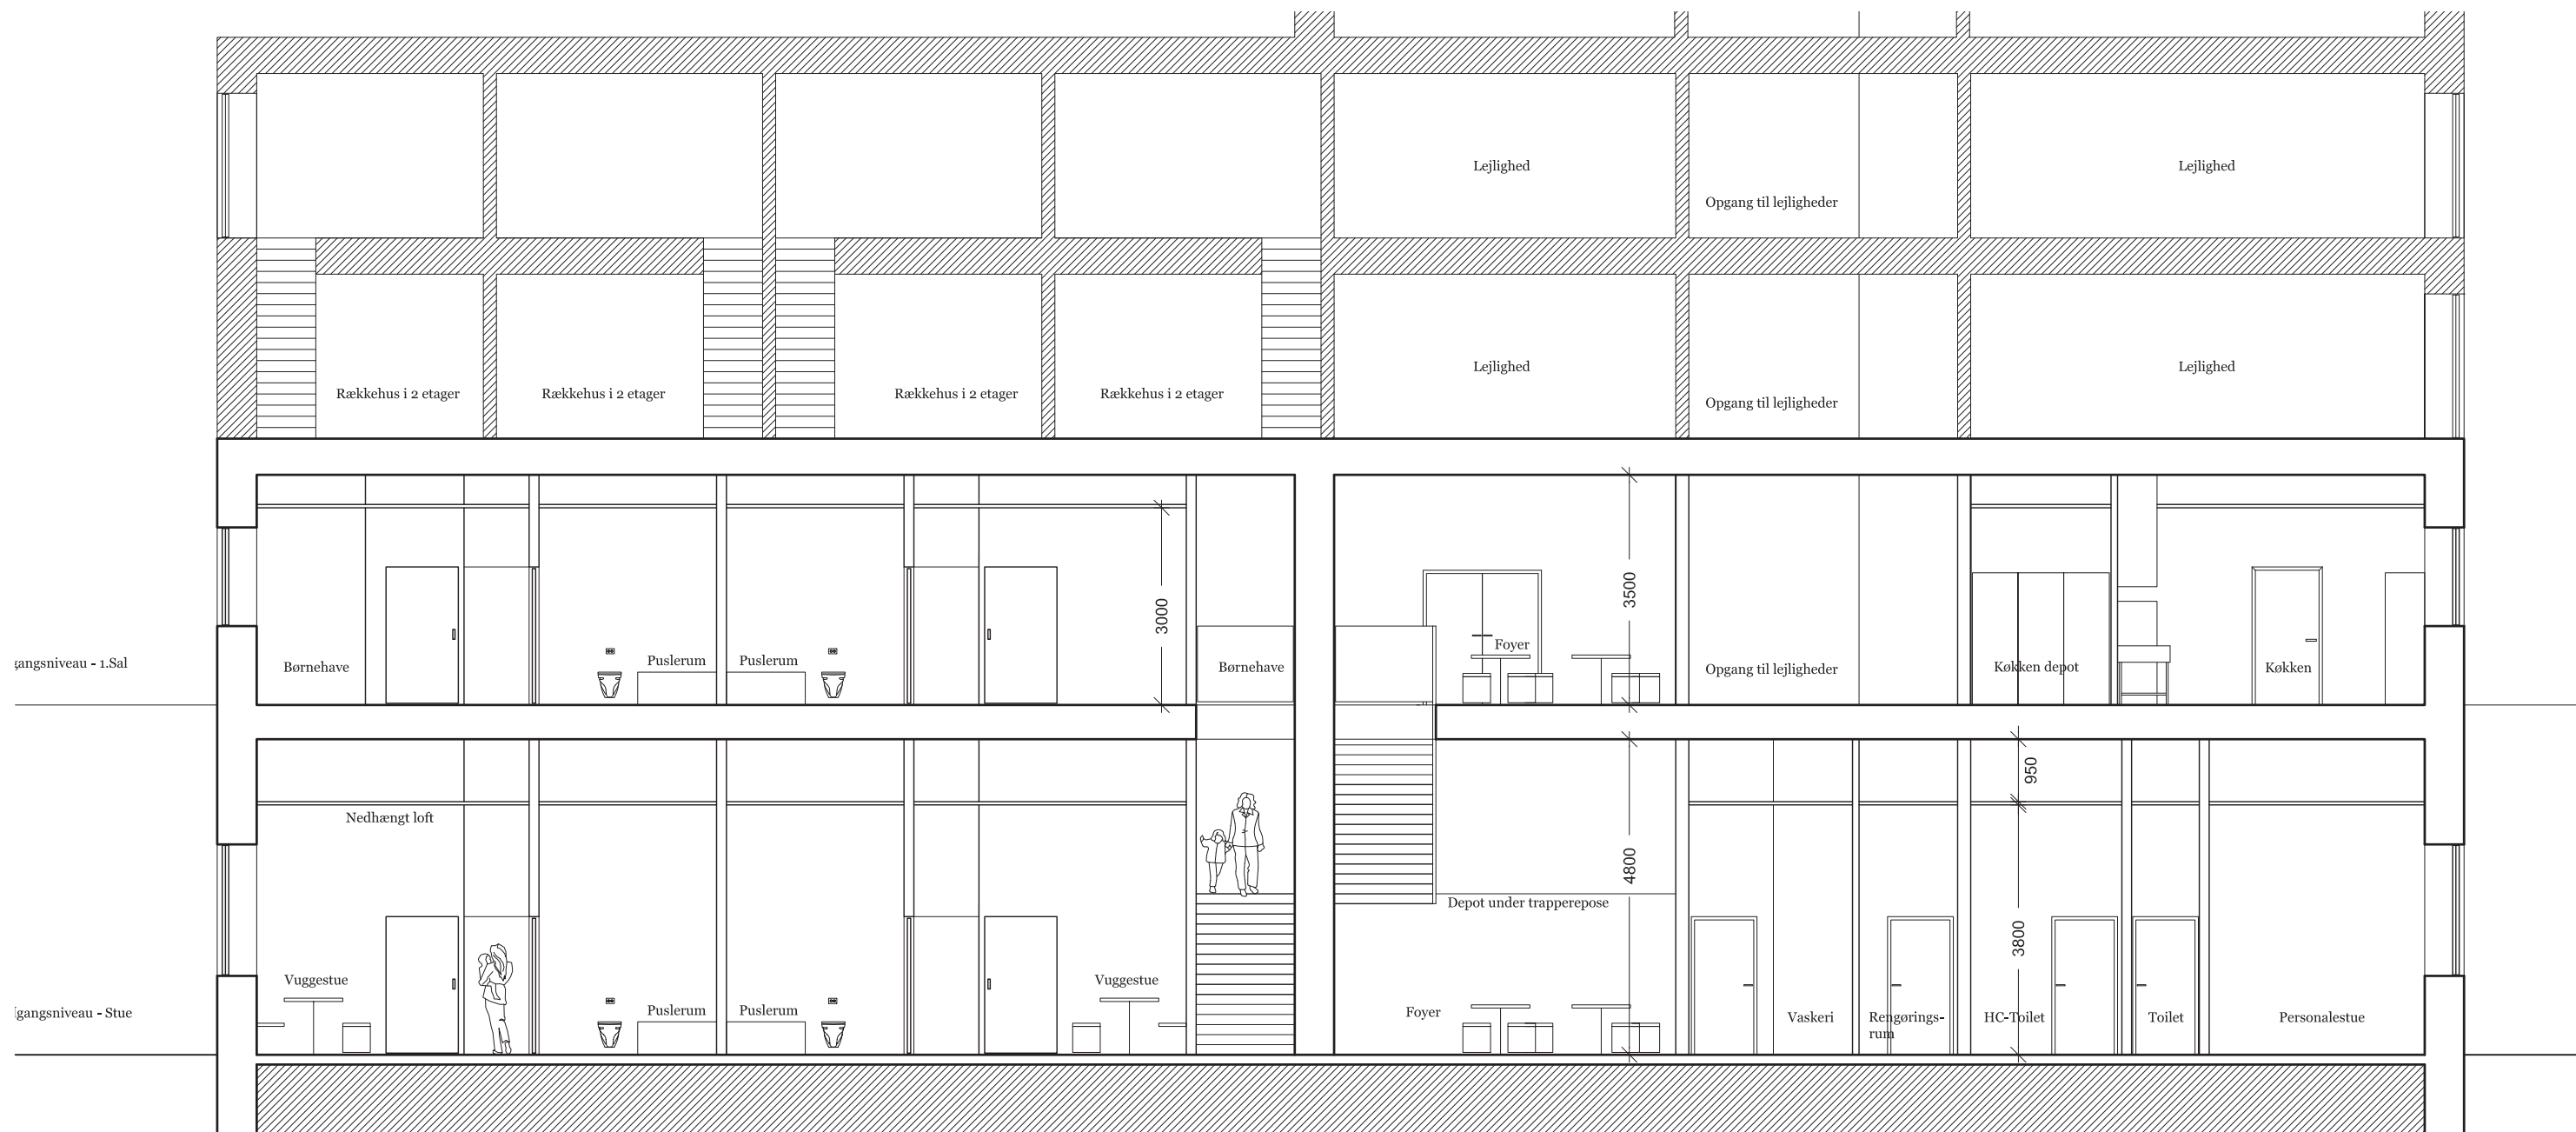 Lejlighed
Lejlighed
Opgang til lejligheder
Lejlighed
Lejlighed
Rækkehus i 2 etager
Rækkehus i 2 etager
Rækkehus i 2 etager
Rækkehus i 2 etager
Opgang til lejligheder
3000
3500
gangsniveau - 1.Sal
Børnehave
Puslerum
Puslerum
Børnehave
Foyer
Opgang til lejligheder
Køkken depot
Køkken
950
Nedhængt loft
4800
Depot under trapperepose
3800
Vuggestue
Vuggestue
gangsniveau - Stue
Puslerum
Puslerum
Foyer
Vaskeri
Rengørings-
rum
HC-Toilet
Toilet
Personalestue